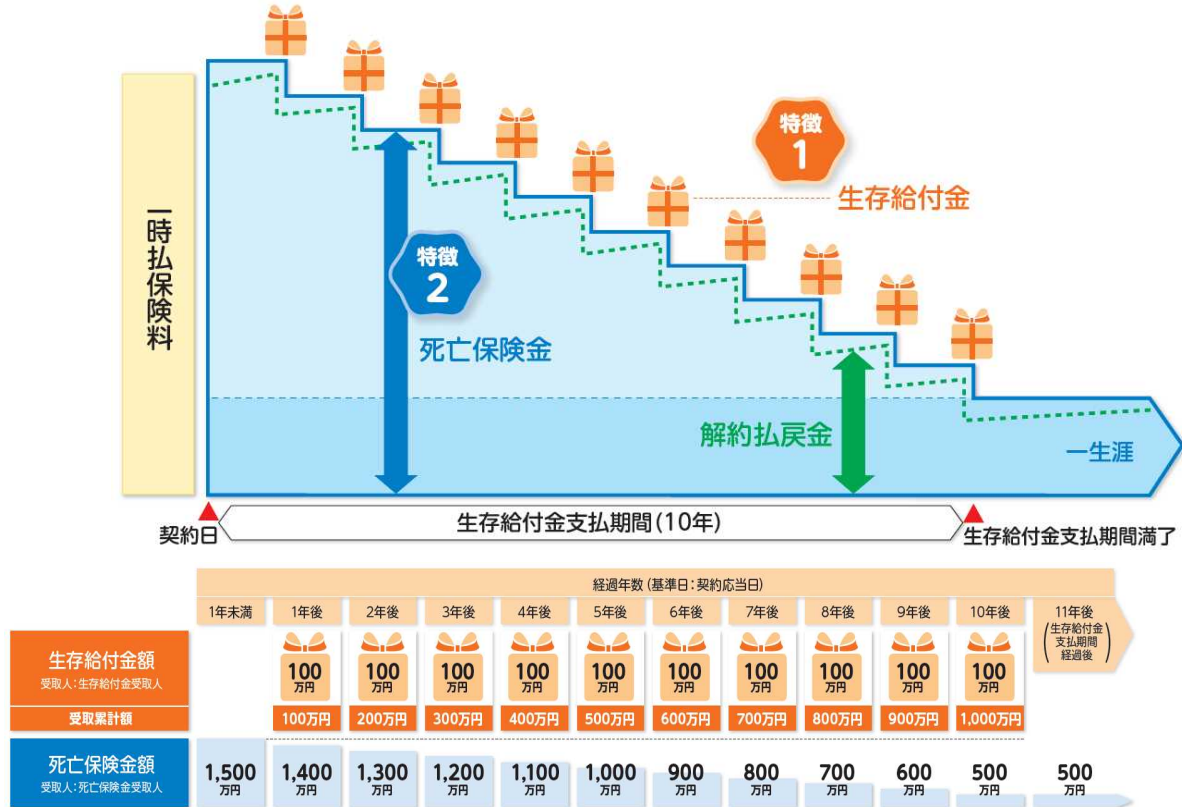 特徴
1
生存給付金
一時払保険料
特徴
2
死亡保険金
解約払戻金
一生涯
契約日
生存給付金支払期間(10年)
生存給付金支払期間満了
経過年数(基準日:契約応当日)
1年未満 1年後 2年後 3年後 4年後 5年後 6年後 7年後 8年後 9年後 10年後 11年後
(生存給付金
支払期間
経過後)
生存給付金額
受取人:生存給付金受取人
100 100 100 100 100 100 100 100 100 100
万円 万円 万円 万円 万円 万円 万円 万円 万円 万円
受取累計額 100万円 200万円 300万円 400万円 500万円 600万円 700万円 800万円 900万円 1,000万円
死亡保険金額
受取人:死亡保険金受取人
1,500 1,400 1,300 1,200 1,100 1,000 900 800 700 600 500 500
万円 万円 万円 万円 万円 万円 万円 万円 万円 万円 万円 万円